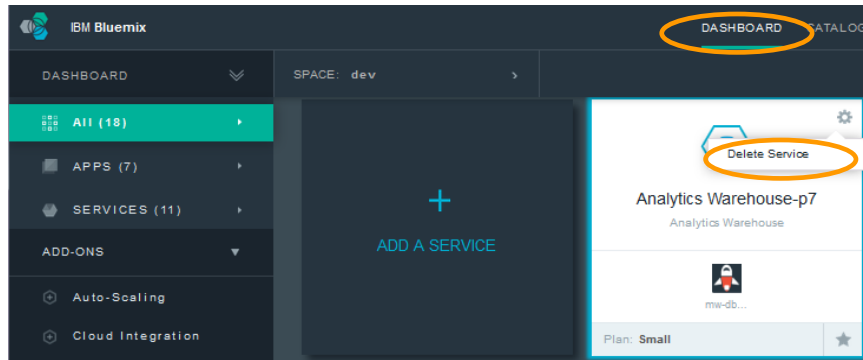 IBM Bluemix
DASHBOARD
CATALOG
DASHBOARD
SPACE: dev
All (18)
APPS (7)
SERVICES (11)
ADD-ONS
Auto-Scaling
Cloud Integration
+
ADD A SERVICE
Delete Service
Analytics Warehouse-p7
Analytics Warehouse
mw-db...
Plan: Small